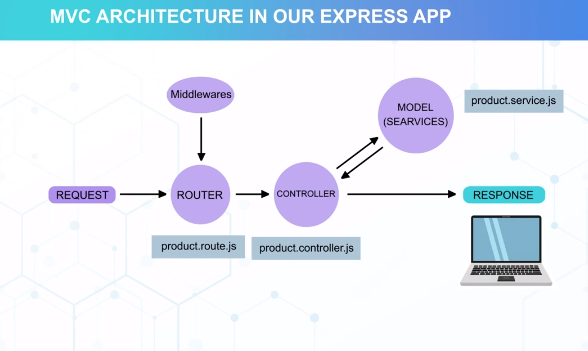 MVC ARCHITECTURE IN OUR EXPRESS APP
Middlewares
MODEL
(SEARVICES)
product.service.js
REQUEST
ROUTER
CONTROLLER
RESPONSE
product.route.js
product.controller.js